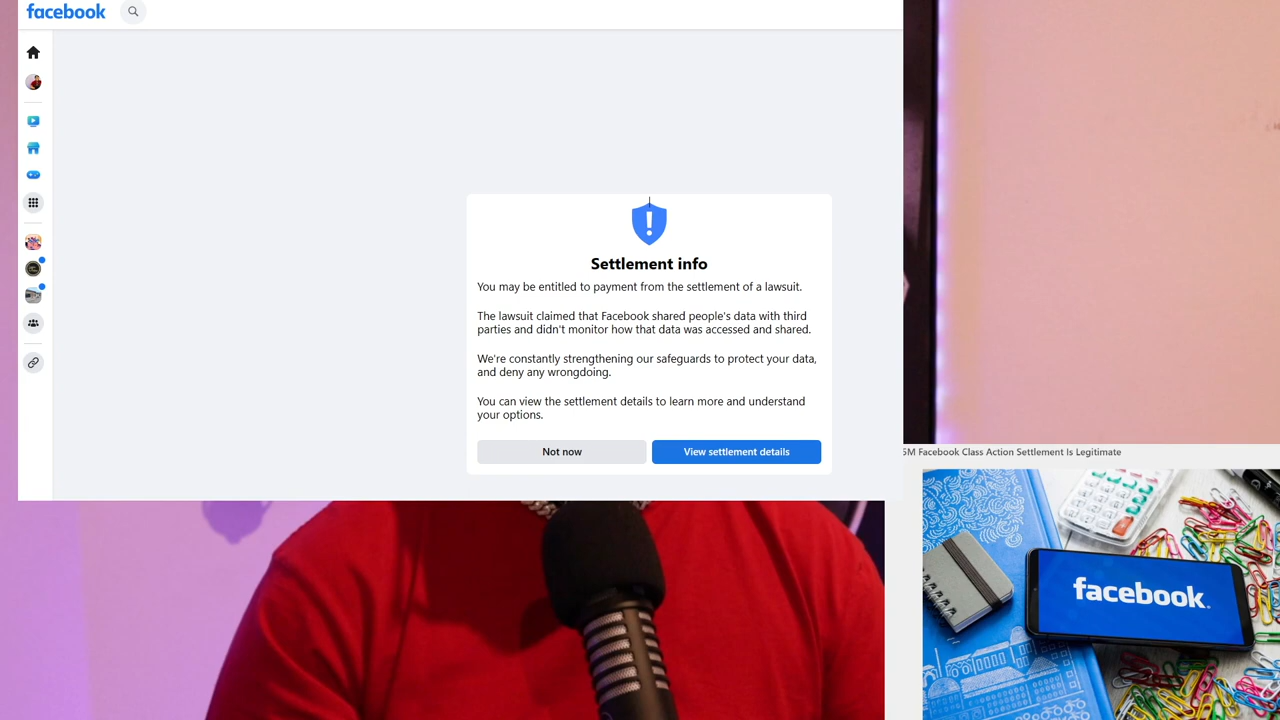 facebook
Settlement info
You may be entitled to payment from the settlement of a lawsuit.
The lawsuit claimed that Facebook shared people's data with third
parties and didn't monitor how that data was accessed and shared.
We're constantly strengthening our safeguards to protect your data,
and deny any wrongdoing.
You can view the settlement details to learn more and understand
your options.
Not now
View settlement details
5M Facebook Class Action Settlement Is Legitimate
facebook